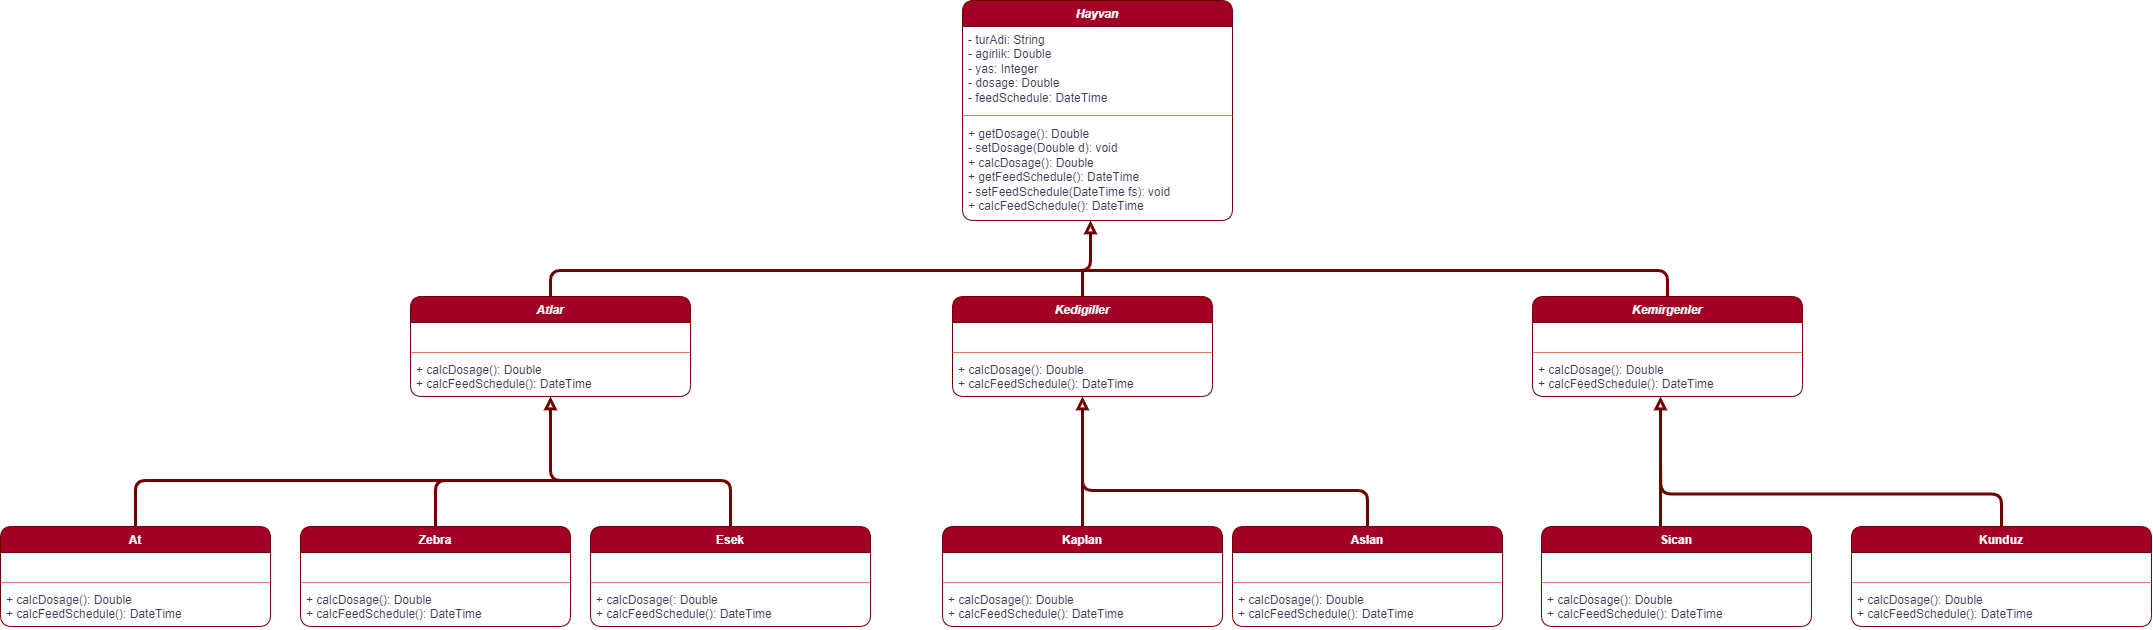 Hayvan
- turAdi: String
- agirlik: Double
- yas: Integer
- dosage: Double
- feedSchedule: DateTime
+ getDosage(): Double
- setDosage(Double d): void
+ calcDosage(): Double
+ getFeedSchedule(): DateTime
- setFeedSchedule(DateTime fs): void
+ calcFeedSchedule(): DateTime
Atlar
+ calcDosage(): Double
+ calcFeedSchedule(): DateTime
Kedigiller
+ calcDosage(): Double
+ calcFeedSchedule(): DateTime
Kemirgenler
+ calcDosage(): Double
+ calcFeedSchedule(): DateTime
At
+ calcDosage(): Double
+ calcFeedSchedule(): DateTime
Zebra
+ calcDosage(): Double
+ calcFeedSchedule(): DateTime
Esek
+ calcDosage(: Double
+ calcFeedSchedule(): DateTime
Kaplan
+ calcDosage(): Double
+ calcFeedSchedule(): DateTime
Aslan
+ calcDosage(): Double
+ calcFeedSchedule(): DateTime
Sican
+ calcDosage(): Double
+ calcFeedSchedule(): DateTime
Kunduz
+ calcDosage(): Double
+ calcFeedSchedule(): DateTime